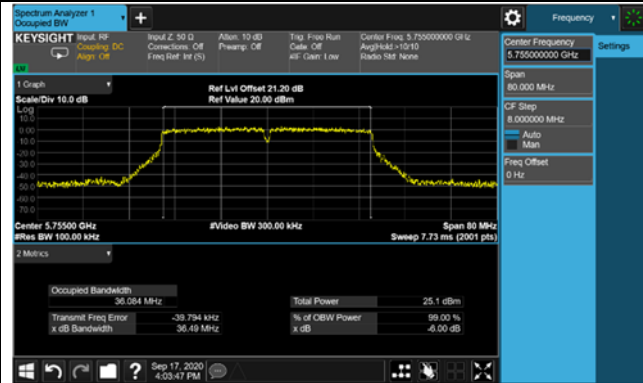 Spectrum Analyzer 1
Occupied BW
+
Frequency
KEYSIGHT
Input: RF
Coupling: DC
Align: Off
Input Z: 50 Ω
Corrections: Off
Freq Ref: Int (S)
Atten: 10 dB
Preamp: Off
Trig: Free Run
Gate: Off
#IF Gain: Low
Center Freq: 5.755000000 GHz
Avg|Hold:>10/10
Radio Std: None
Center Frequency
5.755000000 GHz
Settings
Span
80.000 MHz
CF Step
8.000000 MHz
Auto
Man
Freq Offset
0 Hz
1 Graph
Scale/Div 10.0 dB
Ref Lvl Offset 21.20 dB
Ref Value 20.00 dBm
Log
10.0
0.00
-10.0
-20.0
-30.0
-40.0
-50.0
-60.0
-70.0
Center 5.75500 GHz
#Res BW 100.00 kHz
#Video BW 300.00 kHz
Span 80 MHz
Sweep 7.73 ms (2001 pts)
2 Metrics
Occupied Bandwidth
36.084 MHz
Total Power
25.1 dBm
Transmit Freq Error
-39.794 kHz
% of OBW Power
99.00 %
x dB Bandwidth
36.49 MHz
x dB
-6.00 dB
?
Sep 17, 2020
4:03:47 PM